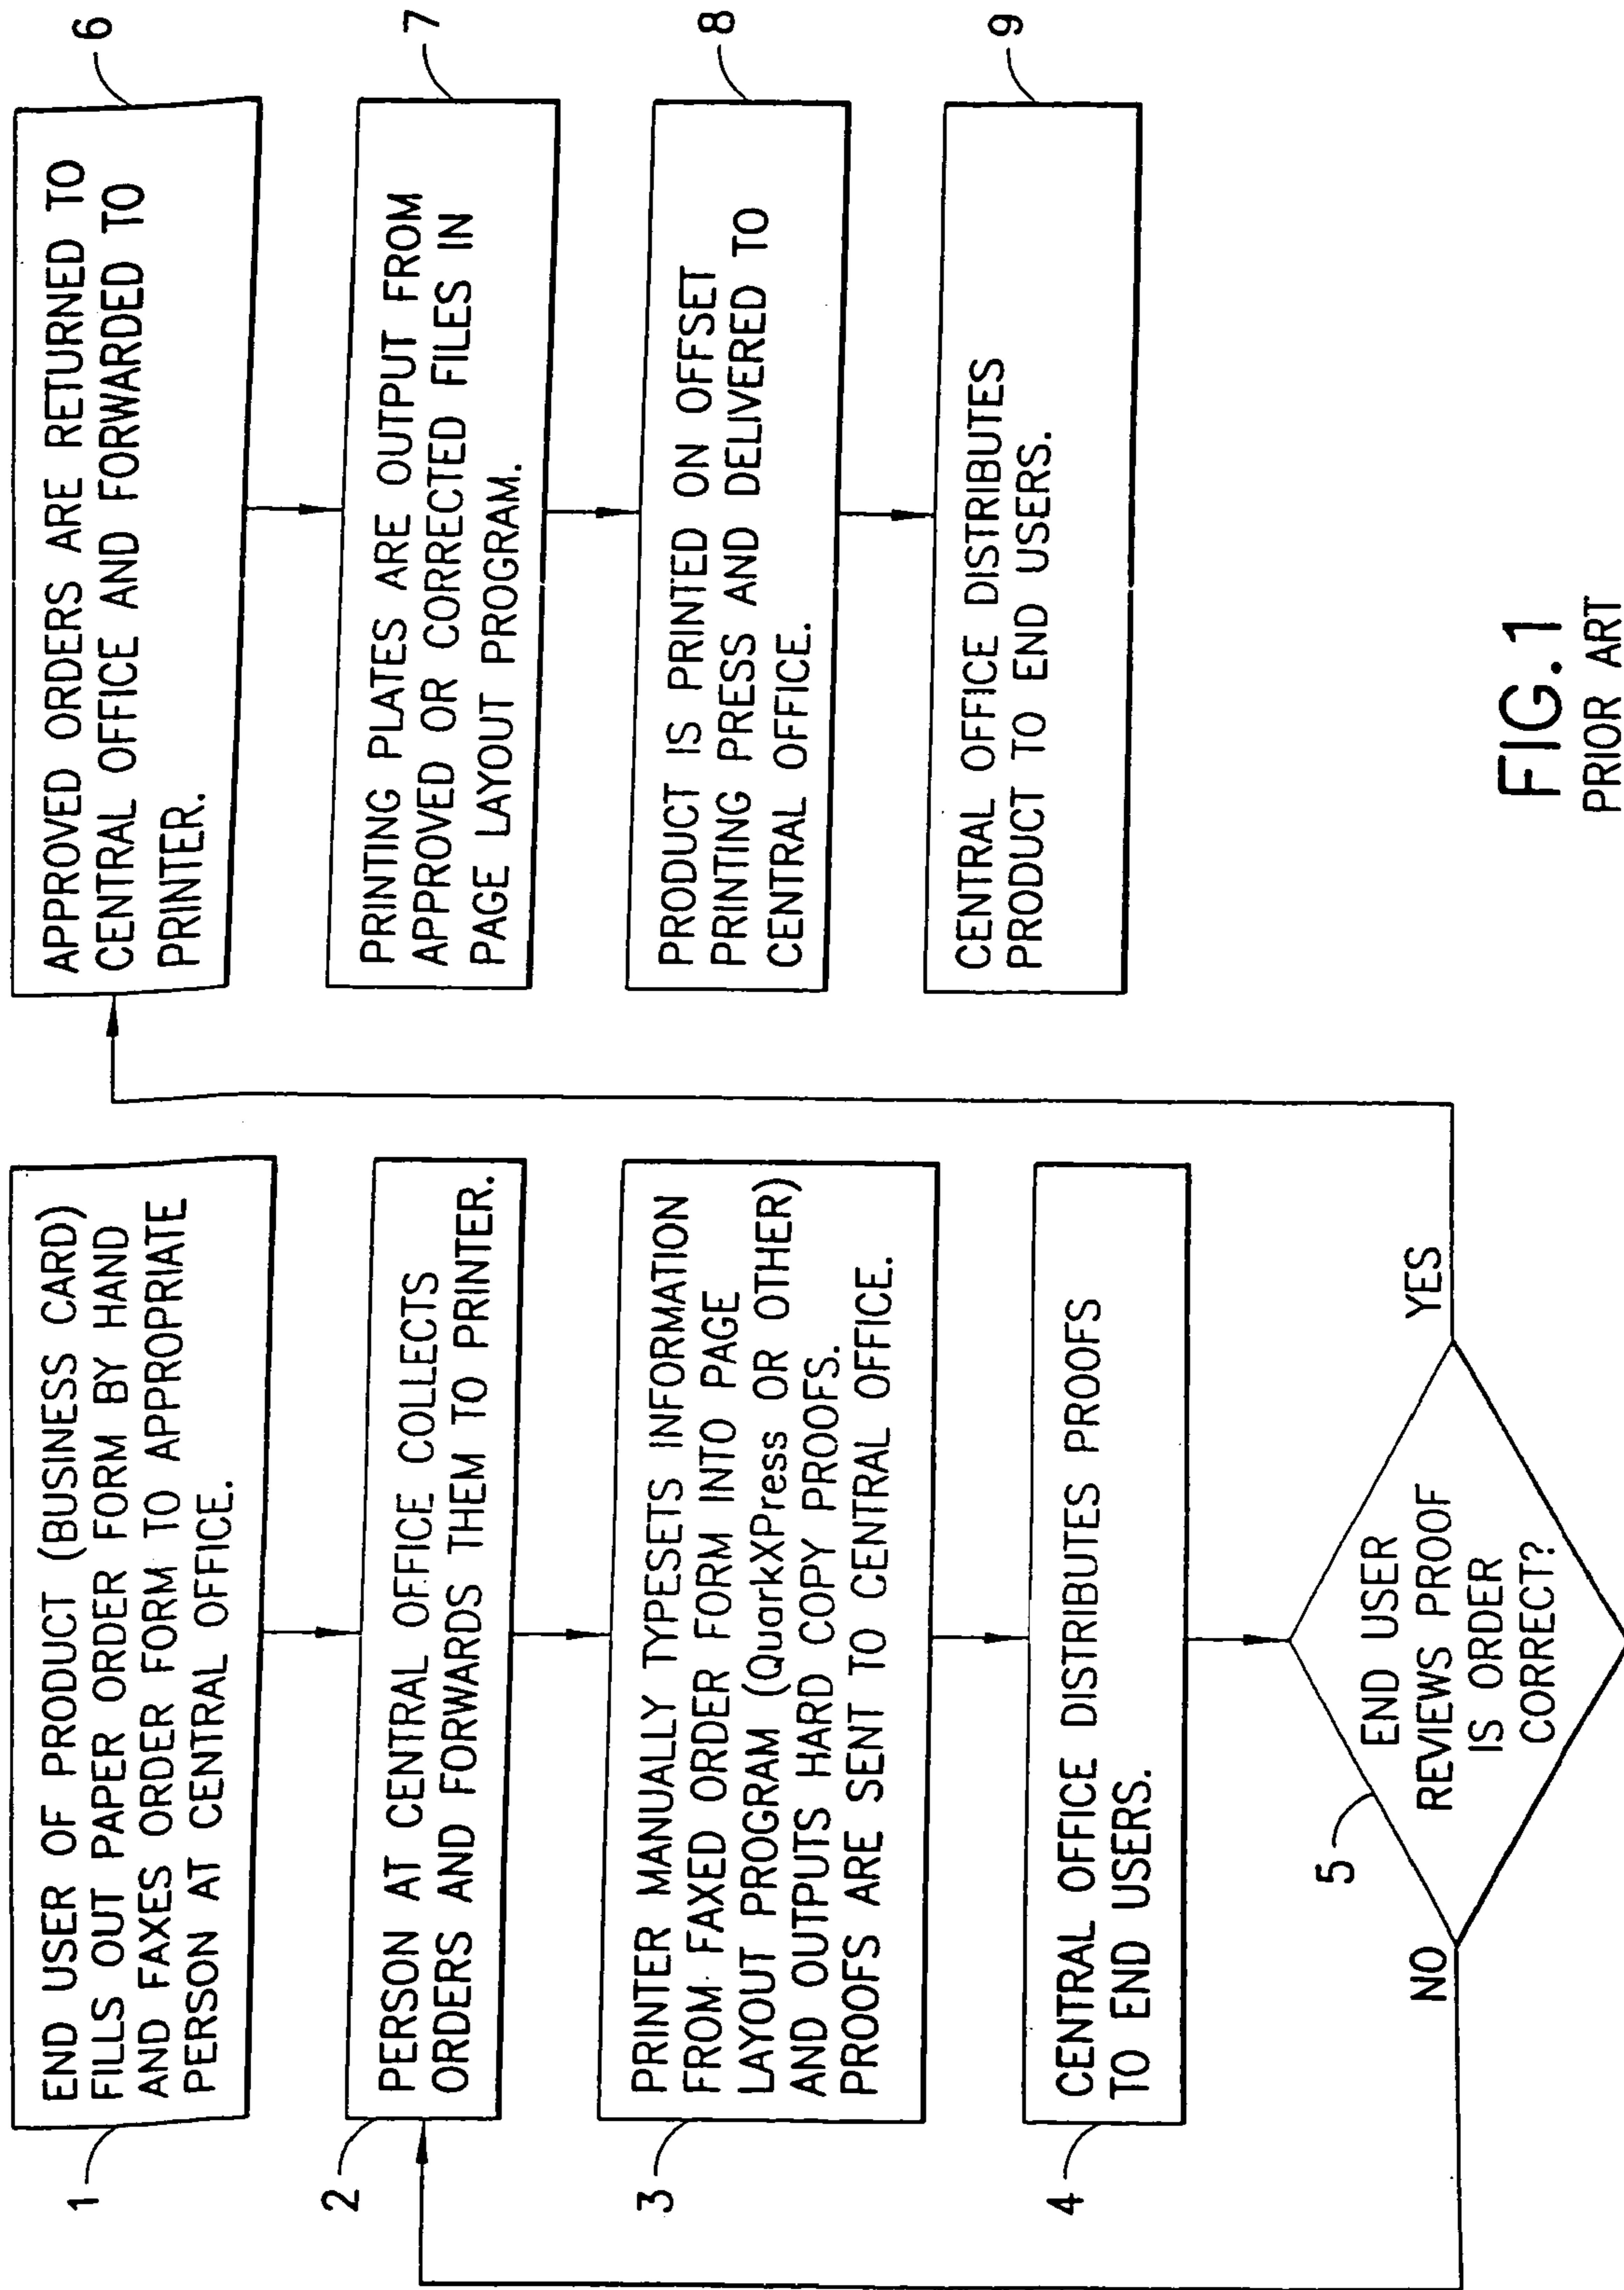 1
END USER OF PRODUCT (BUSINESS CARD)
FILLS OUT PAPER ORDER FORM BY HAND
AND FAXES ORDER FORM TO APPROPRIATE
PERSON AT CENTRAL OFFICE.
2
PERSON AT CENTRAL OFFICE COLLECTS
ORDERS AND FORWARDS THEM TO PRINTER.
3
PRINTER MANUALLY TYPESETS INFORMATION
FROM FAXED ORDER FORM INTO PAGE
LAYOUT PROGRAM (QuarkXPress OR OTHER)
AND OUTPUTS HARD COPY PROOFS.
PROOFS ARE SENT TO CENTRAL OFFICE.
4
CENTRAL OFFICE DISTRIBUTES PROOFS
TO END USERS.
5
END USER
REVIEWS PROOF
IS ORDER
CORRECT?
NO
YES
6
APPROVED ORDERS ARE RETURNED TO
CENTRAL OFFICE AND FORWARDED TO
PRINTER.
7
PRINTING PLATES ARE OUTPUT FROM
APPROVED OR CORRECTED FILES IN
PAGE LAYOUT PROGRAM.
8
PRODUCT IS PRINTED ON OFFSET
PRINTING PRESS AND DELIVERED TO
CENTRAL OFFICE.
9
CENTRAL OFFICE DISTRIBUTES
PRODUCT TO END USERS.
FIG.1
PRIOR ART